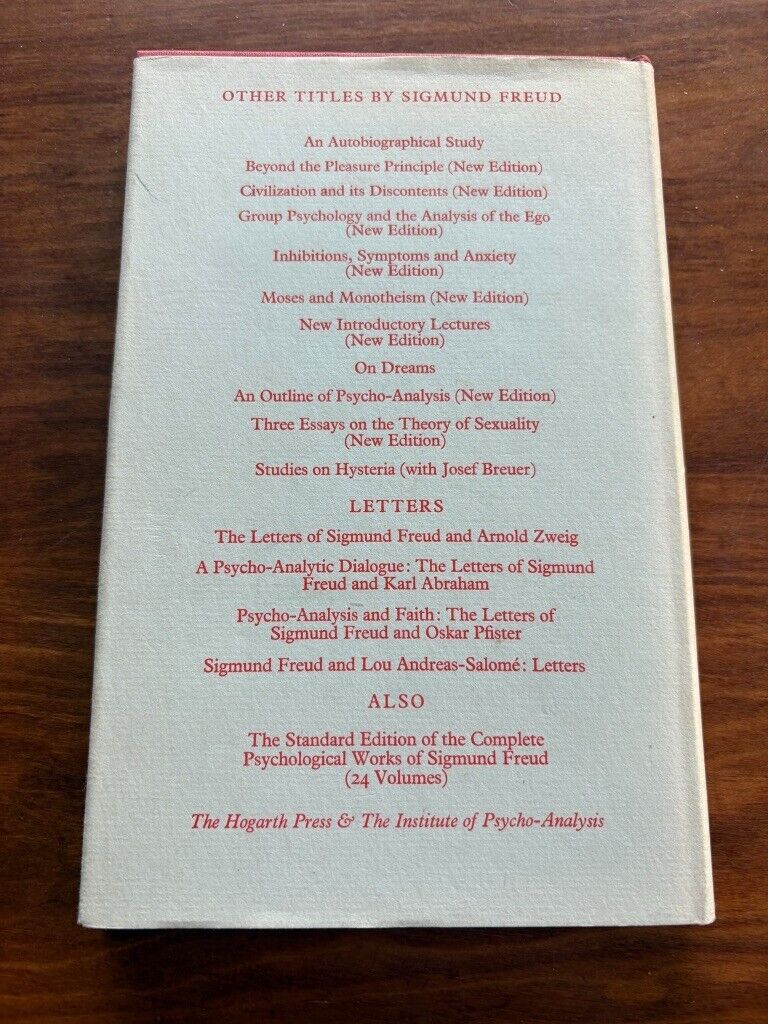 OTHER TITLES BY SIGMUND FREUD
An Autobiographical Study
Beyond the Pleasure Principle (New Edition)
Civilization and its Discontents (New Edition)
Group Psychology and the Analysis of the Ego
(New Edition)
Inhibitions, Symptoms and Anxiety
(New Edition)
Moses and Monotheism (New Edition)
New Introductory Lectures
(New Edition)
On Dreams
An Outline of Psycho-Analysis (New Edition)
Three Essays on the Theory of Sexuality
(New Edition)
Studies on Hysteria (with Josef Breuer)
LETTERS
The Letters of Sigmund Freud and Arnold Zweig
A Psycho-Analytic Dialogue: The Letters of Sigmund
Freud and Karl Abraham
Psycho-Analysis and Faith: The Letters of
Sigmund Freud and Oskar Pfister
Sigmund Freud and Lou Andreas-Salomé: Letters
ALSO
The Standard Edition of the Complete
Psychological Works of Sigmund Freud
(24 Volumes)
The Hogarth Press & The Institute of Psycho-Analysis